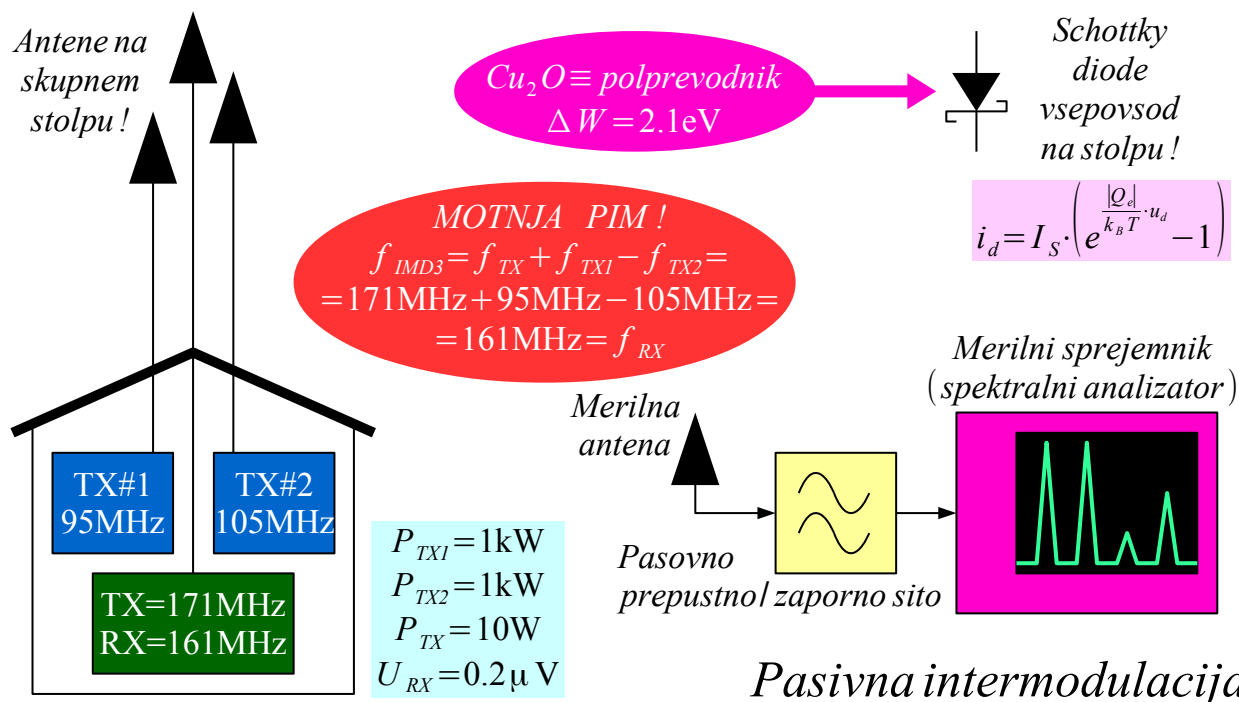 Antene na
skupnem
stolpu !
Cu₂O ≡ polprevodnik
ΔW = 2.1eV
Schottky
diode
vsepovsod
na stolpu !
i_d = I_S · (e^(|Q_e|/(k_B T) · u_d) − 1)
MOTNJA PIM !
f_IMD3 = f_TX + f_TX1 − f_TX2 =
= 171MHz + 95MHz − 105MHz =
= 161MHz = f_RX
Merilni sprejemnik
(spektralni analizator)
Merilna
antena
Pasovno
prepustno / zaporno sito
TX#1
95MHz
TX#2
105MHz
TX=171MHz
RX=161MHz
P_TX1 = 1kW
P_TX2 = 1kW
P_TX = 10W
U_RX = 0.2μV
Pasivna intermodulacija